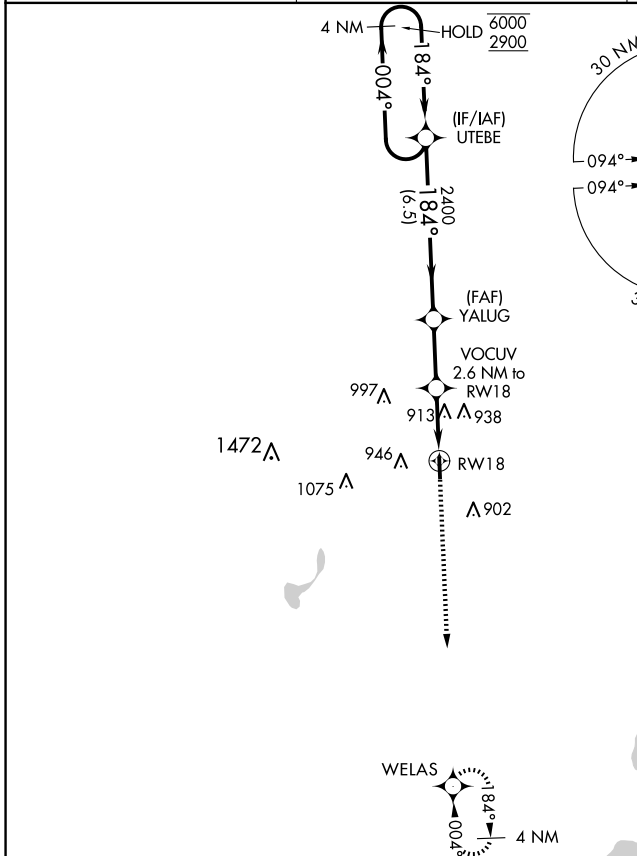 4 NM
HOLD
6000
2900
30 NM
184°
004°
(IF/IAF)
UTEBE
094°
094°
2400
184°
(6.5)
(FAF)
YALUG
VOCUV
2.6 NM to
RW18
997
913
938
1472
946
RW18
1075
902
WELAS
184°
004°
4 NM